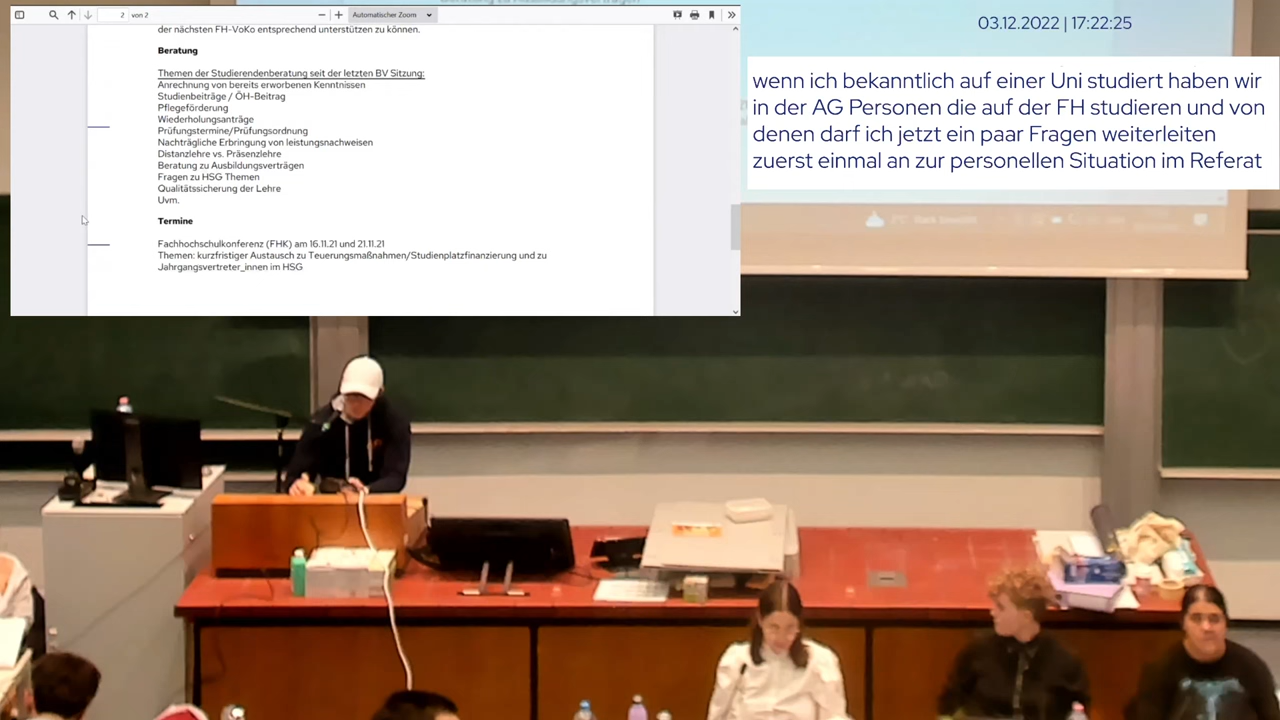 2 von 2
Automatischer Zoom
der nächsten FH-VoKo entsprechend unterstützen zu können.
Beratung
Themen der Studierendenberatung seit der letzten BV Sitzung:
Anrechnung von bereits erworbenen Kenntnissen
Studienbeiträge / ÖH-Beitrag
Pflegeförderung
Wiederholungsanträge
Prüfungstermine/Prüfungsordnung
Nachträgliche Erbringung von leistungsnachweisen
Distanzlehre vs. Präsenzlehre
Beratung zu Ausbildungsverträgen
Fragen zu HSG Themen
Qualitätssicherung der Lehre
Uvm.
Termine
Fachhochschulkonferenz (FHK) am 16.11.21 und 21.11.21
Themen: kurzfristiger Austausch zu Teuerungsmaßnahmen/Studienplatzfinanzierung und zu
Jahrgangsvertreter_innen im HSG
03.12.2022 | 17:22:25
wenn ich bekanntlich auf einer Uni studiert haben wir
in der AG Personen die auf der FH studieren und von
denen darf ich jetzt ein paar Fragen weiterleiten
zuerst einmal an zur personellen Situation im Referat